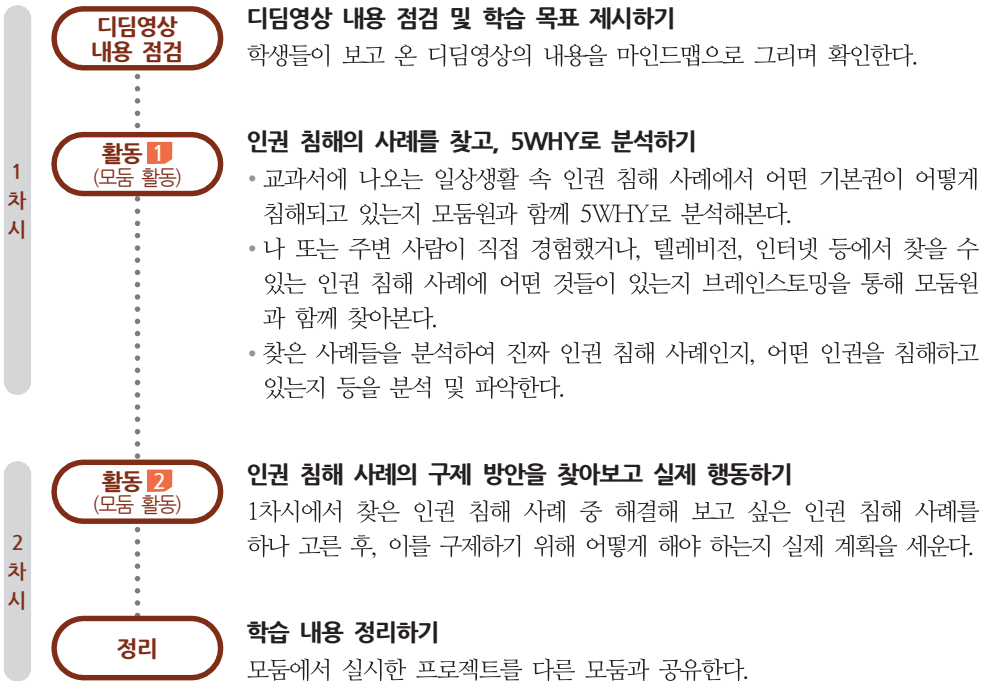 디딤영상
내용 점검
디딤영상 내용 점검 및 학습 목표 제시하기
학생들이 보고 온 디딤영상의 내용을 마인드맵으로 그리며 확인한다.
1
차
시
활동 1
(모둠 활동)
인권 침해의 사례를 찾고, 5WHY로 분석하기
• 교과서에 나오는 일상생활 속 인권 침해 사례에서 어떤 기본권이 어떻게
침해되고 있는지 모둠원과 함께 5WHY로 분석해본다.
• 나 또는 주변 사람이 직접 경험했거나, 텔레비전, 인터넷 등에서 찾을 수
있는 인권 침해 사례에 어떤 것들이 있는지 브레인스토밍을 통해 모둠원
과 함께 찾아본다.
• 찾은 사례들을 분석하여 진짜 인권 침해 사례인지, 어떤 인권을 침해하고
있는지 등을 분석 및 파악한다.
2
차
시
활동 2
(모둠 활동)
인권 침해 사례의 구제 방안을 찾아보고 실제 행동하기
1차시에서 찾은 인권 침해 사례 중 해결해 보고 싶은 인권 침해 사례를
하나 고른 후, 이를 구제하기 위해 어떻게 해야 하는지 실제 계획을 세운다.
정리
학습 내용 정리하기
모둠에서 실시한 프로젝트를 다른 모둠과 공유한다.